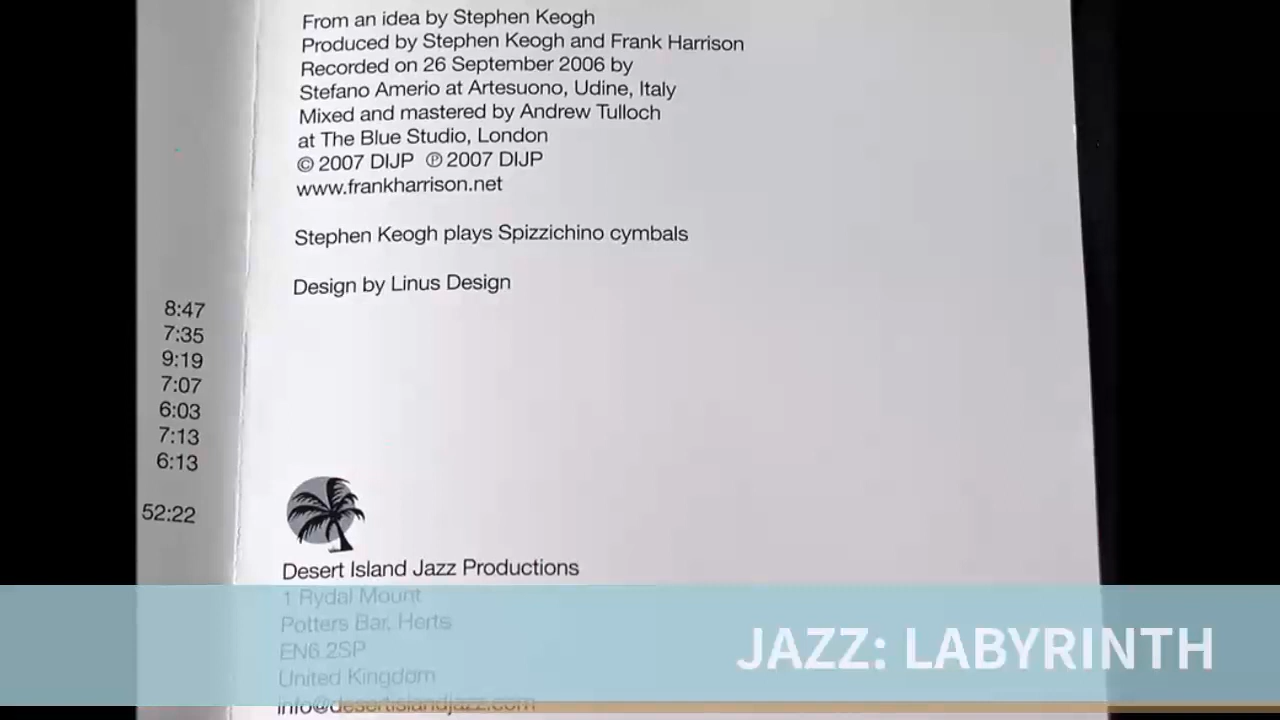 From an idea by Stephen Keogh
Produced by Stephen Keogh and Frank Harrison
Recorded on 26 September 2006 by
Stefano Amerio at Artesuono, Udine, Italy
Mixed and mastered by Andrew Tulloch
at The Blue Studio, London
© 2007 DIJP ℗ 2007 DIJP
www.frankharrison.net
Stephen Keogh plays Spizzichino cymbals
Design by Linus Design
8:47
7:35
9:19
7:07
6:03
7:13
6:13
52:22
Desert Island Jazz Productions
1 Rydal Mount
Potters Bar, Herts
EN6 2SP
United Kingdom
info@desertislandjazz.com
JAZZ: LABYRINTH